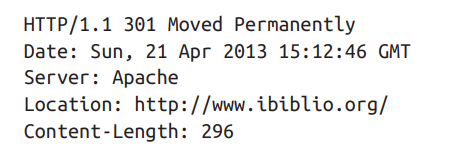 HTTP/1.1 301 Moved Permanently
Date: Sun, 21 Apr 2013 15:12:46 GMT
Server: Apache
Location: http://www.ibiblio.org/
Content-Length: 296